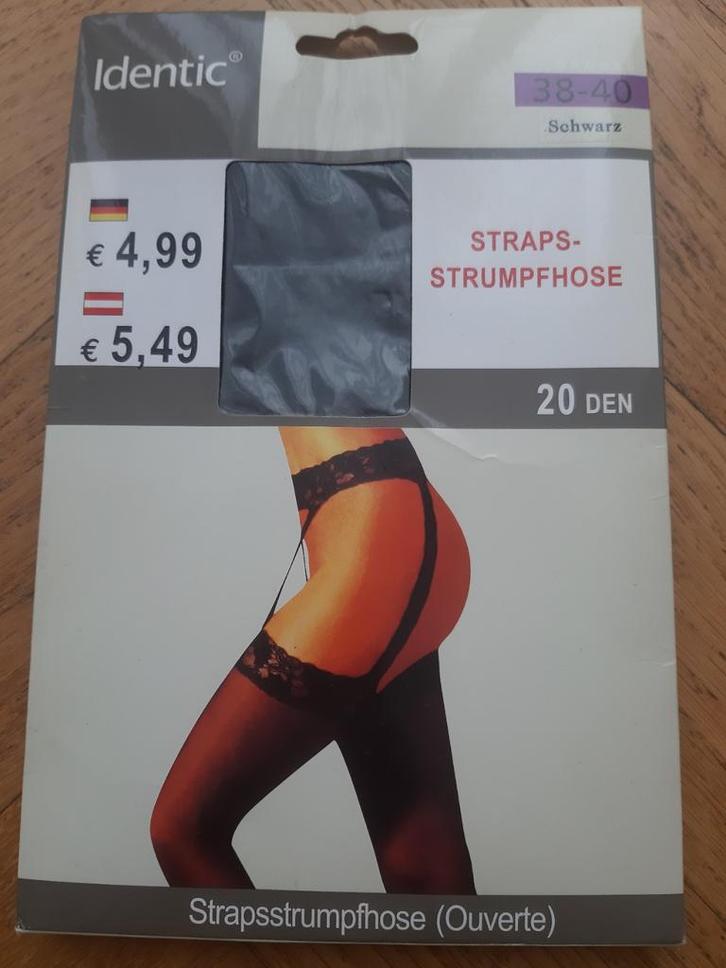 Identic®
38-40
Schwarz
€ 4,99
€ 5,49
STRAPS-
STRUMPFHOSE
20 DEN
Strapsstrumpfhose (Ouverte)